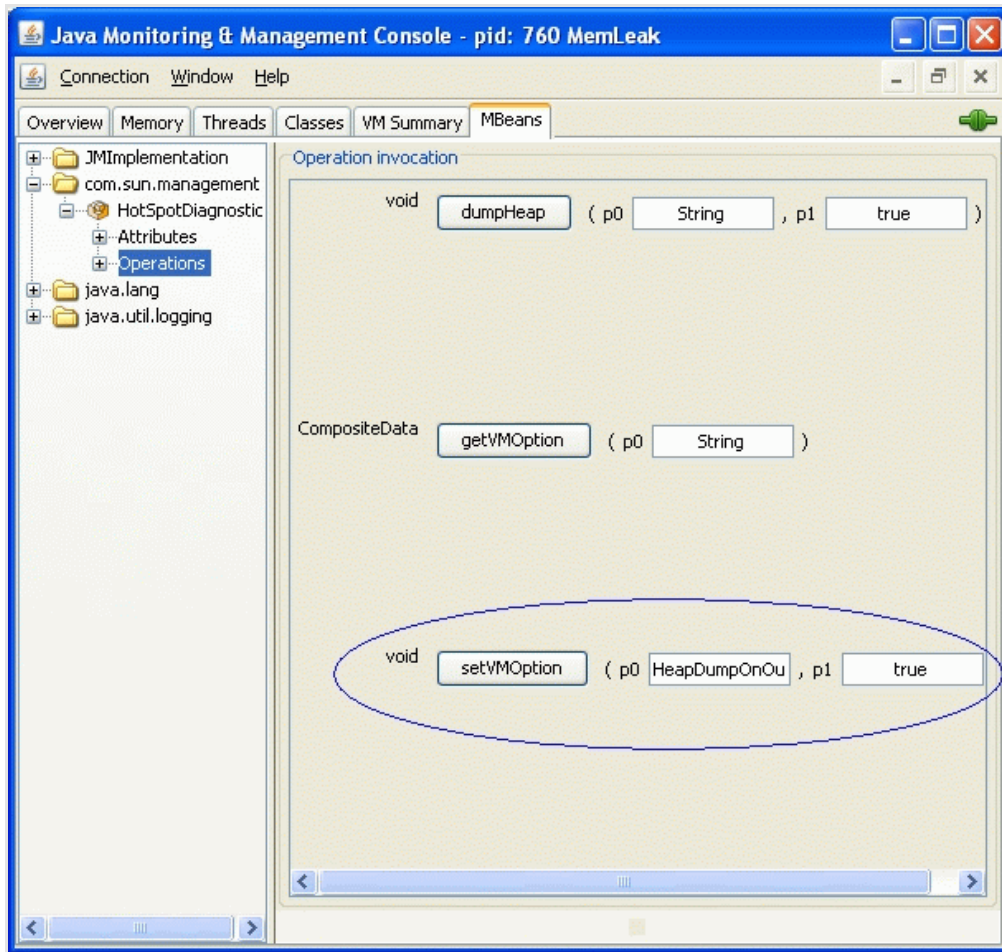 Java Monitoring & Management Console - pid: 760 MemLeak
Connection Window Help
Overview Memory Threads Classes VM Summary MBeans
JMImplementation
com.sun.management
HotSpotDiagnostic
Attributes
Operations
java.lang
java.util.logging
Operation invocation
void dumpHeap ( p0 String , p1 true )
CompositeData getVMOption ( p0 String )
void setVMOption ( p0 HeapDumpOnOu , p1 true